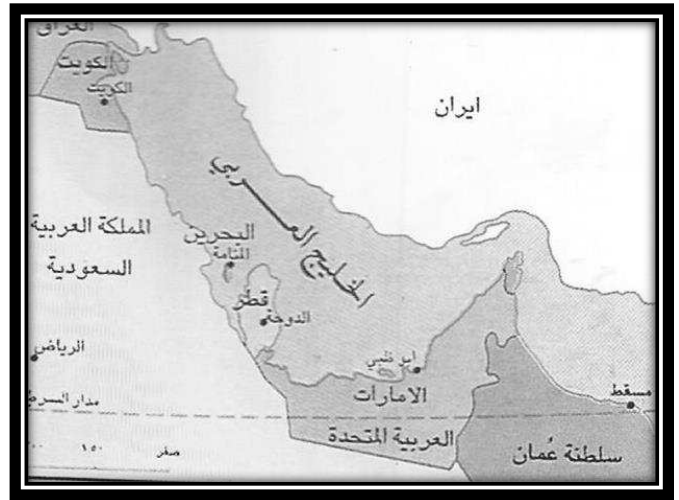 العراق
الكويت
الكويت
ايران
الخليج العربي
المملكة العربية
السعودية
البحرين
المنامة
قطر
الدوحة
الرياض
ابو ظبي
الامارات
العربية المتحدة
مسقط
مدار السرط
سلطنة عُمان
صفر
١٥٠